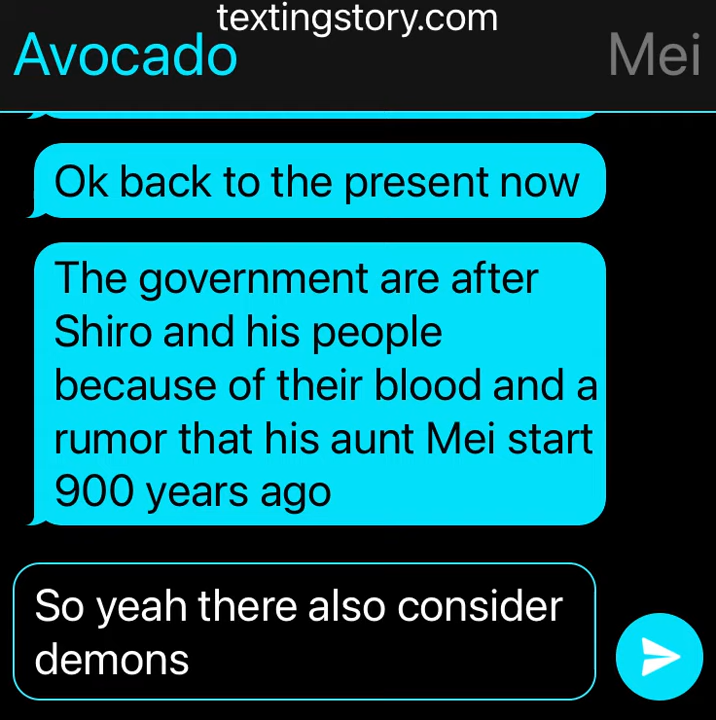 textingstory.com
Avocado Mei
Ok back to the present now
The government are after
Shiro and his people
because of their blood and a
rumor that his aunt Mei start
900 years ago
So yeah there also consider
demons